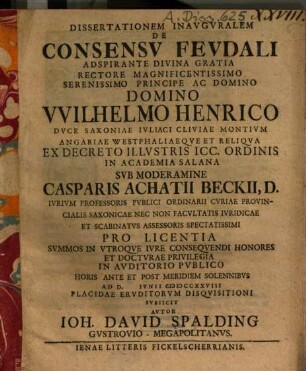 A. Diss. 625
XXVIII
DISSERTATIONEM INAVGVRALEM
DE
CONSENSV FEVDALI
ADSPIRANTE DIVINA GRATIA
RECTORE MAGNIFICENTISSIMO
SERENISSIMO PRINCIPE AC DOMINO
DOMINO
VVILHELMO HENRICO
DVCE SAXONIAE IVLIACI CLIVIAE MONTIVM
ANGARIAE WESTPHALIAEQVE ET RELIQVA
EX DECRETO ILLVSTRIS ICC. ORDINIS
IN ACADEMIA SALANA
SVB MODERAMINE
CASPARIS ACHATII BECKII, D.
IVRIVM PROFESSORIS PVBLICI ORDINARII CVRIAE PROVIN-
CIALIS SAXONICAE NEC NON FACVLTATIS IVRIDICAE
ET SCABINATVS ASSESSORIS SPECTATISSIMI
PRO LICENTIA
SVMMOS IN VTROQVE IVRE CONSEQVENDI HONORES
ET DOCTVRAE PRIVILEGIA
IN AVDITORIO PVBLICO
HORIS ANTE ET POST MERIDIEM SOLENNIBVS
AD D. IVNII
PLACIDAE ERVDITORVM DISQVISITIONI
SVBIICIT
AVTOR
IOH. DAVID SPALDING
GVSTROVIO-MEGAPOLITANVS.
IENAE LITTERIS FICKELSCHERRIANIS.